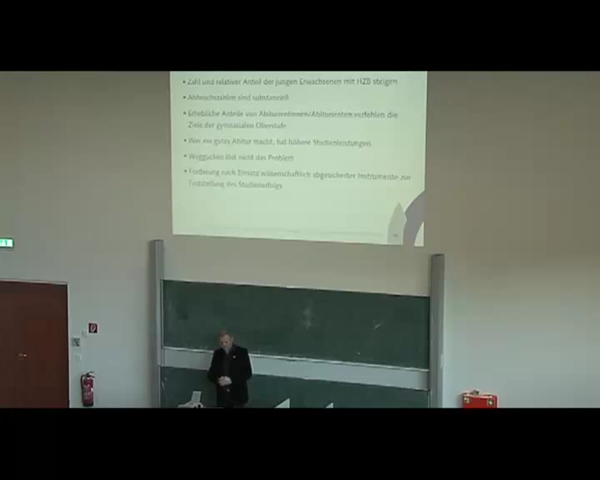 • Zahl und relativer Anteil der jungen Erwachsenen mit HZB steigen
• Abbruchzahlen sind substanziell
• Erhebliche Anteile von Abiturientinnen/Abiturienten verfehlen die
Ziele der gymnasialen Oberstufe
• Wer ein gutes Abitur macht, hat höhere Studienleistungen
• Weggucken löst nicht das Problem
• Forderung nach Einsatz wissenschaftlich abgesicherter Instrumente zur
Feststellung des Studienerfolgs